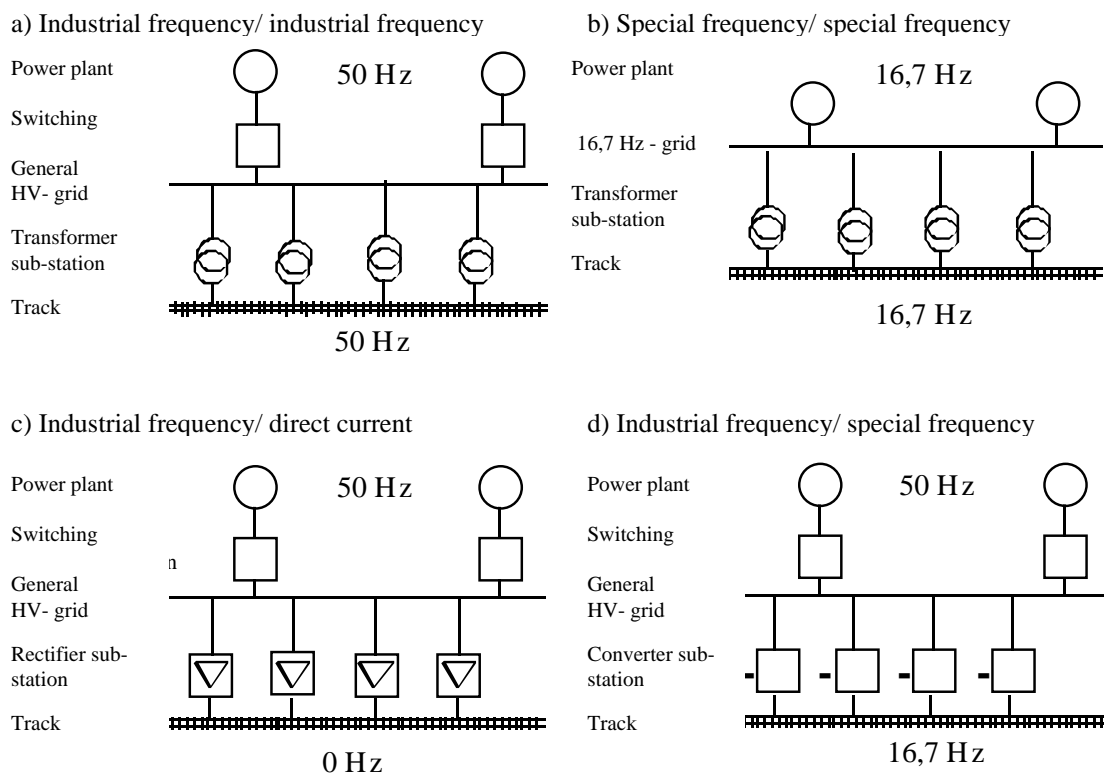 a) Industrial frequency/ industrial frequency
Power plant
50 Hz
Switching
General
HV- grid
Transformer
sub-station
Track
50 Hz
b) Special frequency/ special frequency
Power plant
16,7 Hz
16,7 Hz - grid
Transformer
sub-station
Track
16,7 Hz
c) Industrial frequency/ direct current
Power plant
50 Hz
Switching
n
General
HV- grid
Rectifier sub-
station
Track
0 Hz
d) Industrial frequency/ special frequency
Power plant
50 Hz
Switching
General
HV- grid
Converter sub-
station
Track
16,7 Hz